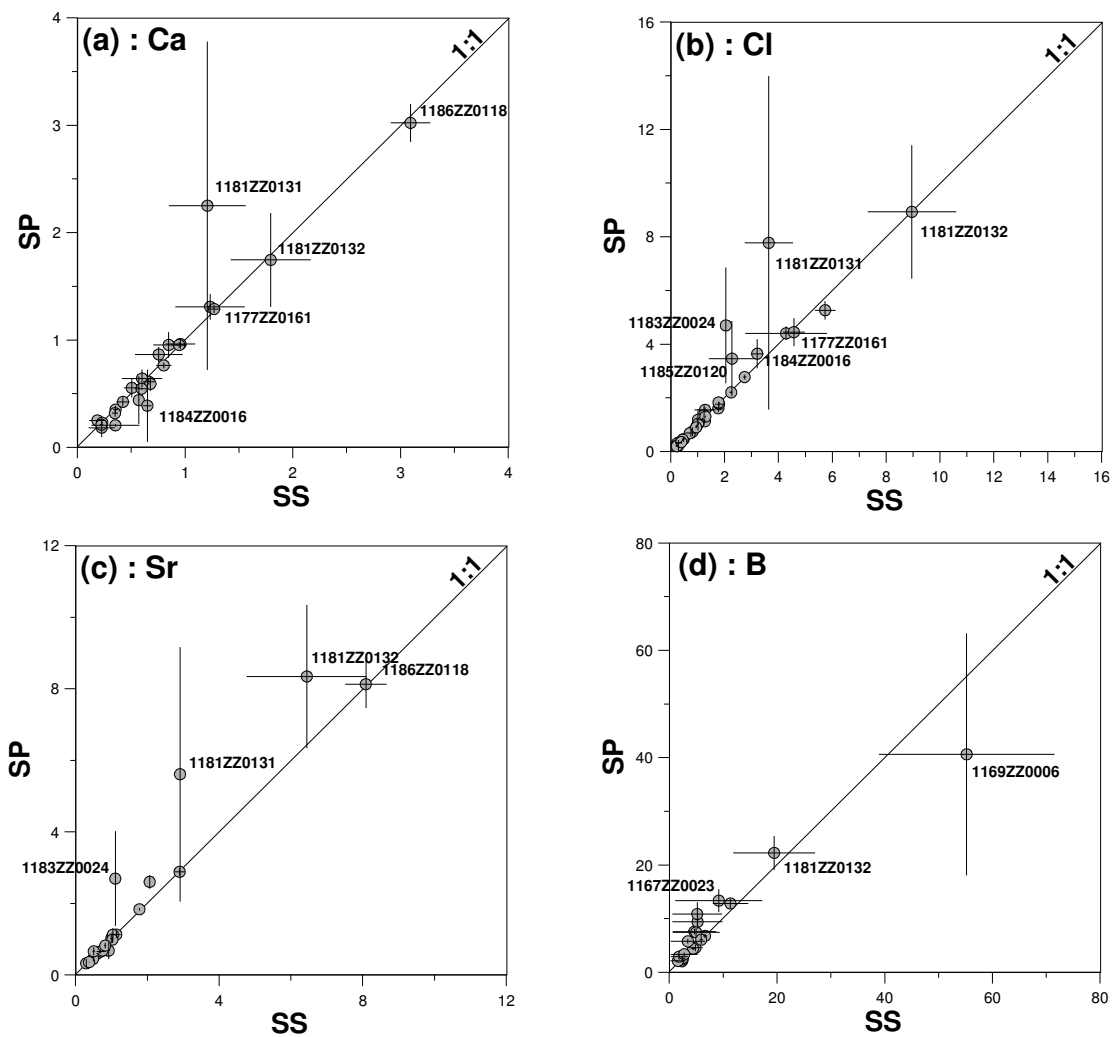 (a) : Ca
1:1
4
3
2
1
0
SP
1186ZZ0118
1181ZZ0131
1181ZZ0132
1177ZZ0161
1184ZZ0016
0 1 2 3 4
SS
(b) : Cl
1:1
16
12
8
4
0
SP
1181ZZ0132
1181ZZ0131
1183ZZ0024
1177ZZ0161
1184ZZ0016
1185ZZ0120
0 2 4 6 8 10 12 14 16
SS
(c) : Sr
1:1
12
8
4
0
SP
1181ZZ0132
1186ZZ0118
1181ZZ0131
1183ZZ0024
0 4 8 12
SS
(d) : B
1:1
80
60
40
20
0
SP
1169ZZ0006
1181ZZ0132
1167ZZ0023
0 20 40 60 80
SS